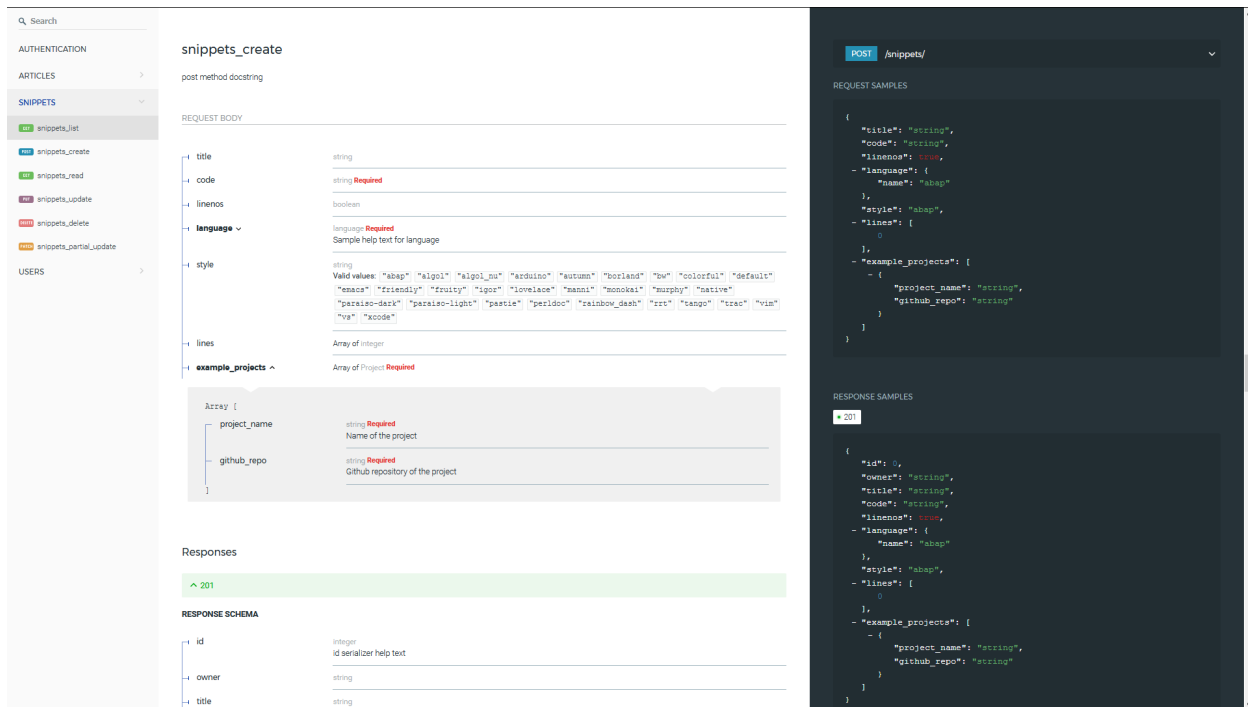 Search
AUTHENTICATION
ARTICLES
SNIPPETS
GET snippets_list
POST snippets_create
GET snippets_read
PUT snippets_update
DELETE snippets_delete
PATCH snippets_partial_update
USERS
snippets_create
post method docstring
REQUEST BODY
title string
code string Required
linenos boolean
language language Required
Sample help text for language
style string
Valid values: "abap" "algol" "algol_nu" "arduino" "autumn" "borland" "bw" "colorful" "default"
"emacs" "friendly" "fruity" "igor" "lovelace" "manni" "monokai" "murphy" "native"
"paraiso-dark" "paraiso-light" "pastie" "perldoc" "rainbow_dash" "rrt" "tango" "trac" "vim"
"vs" "xcode"
lines Array of integer
example_projects Array of Project Required
Array [
project_name string Required
Name of the project
github_repo string Required
Github repository of the project
]
Responses
201
RESPONSE SCHEMA
id integer
id serializer help text
owner string
title string
POST /snippets/
REQUEST SAMPLES
{
"title": "string",
"code": "string",
"linenos": true,
- "language": {
"name": "abap"
},
"style": "abap",
- "lines": [
0
],
- "example_projects": [
- {
"project_name": "string",
"github_repo": "string"
}
]
}
RESPONSE SAMPLES
201
{
"id": 0,
"owner": "string",
"title": "string",
"code": "string",
"linenos": true,
- "language": {
"name": "abap"
},
"style": "abap",
- "lines": [
0
],
- "example_projects": [
- {
"project_name": "string",
"github_repo": "string"
}
]
}